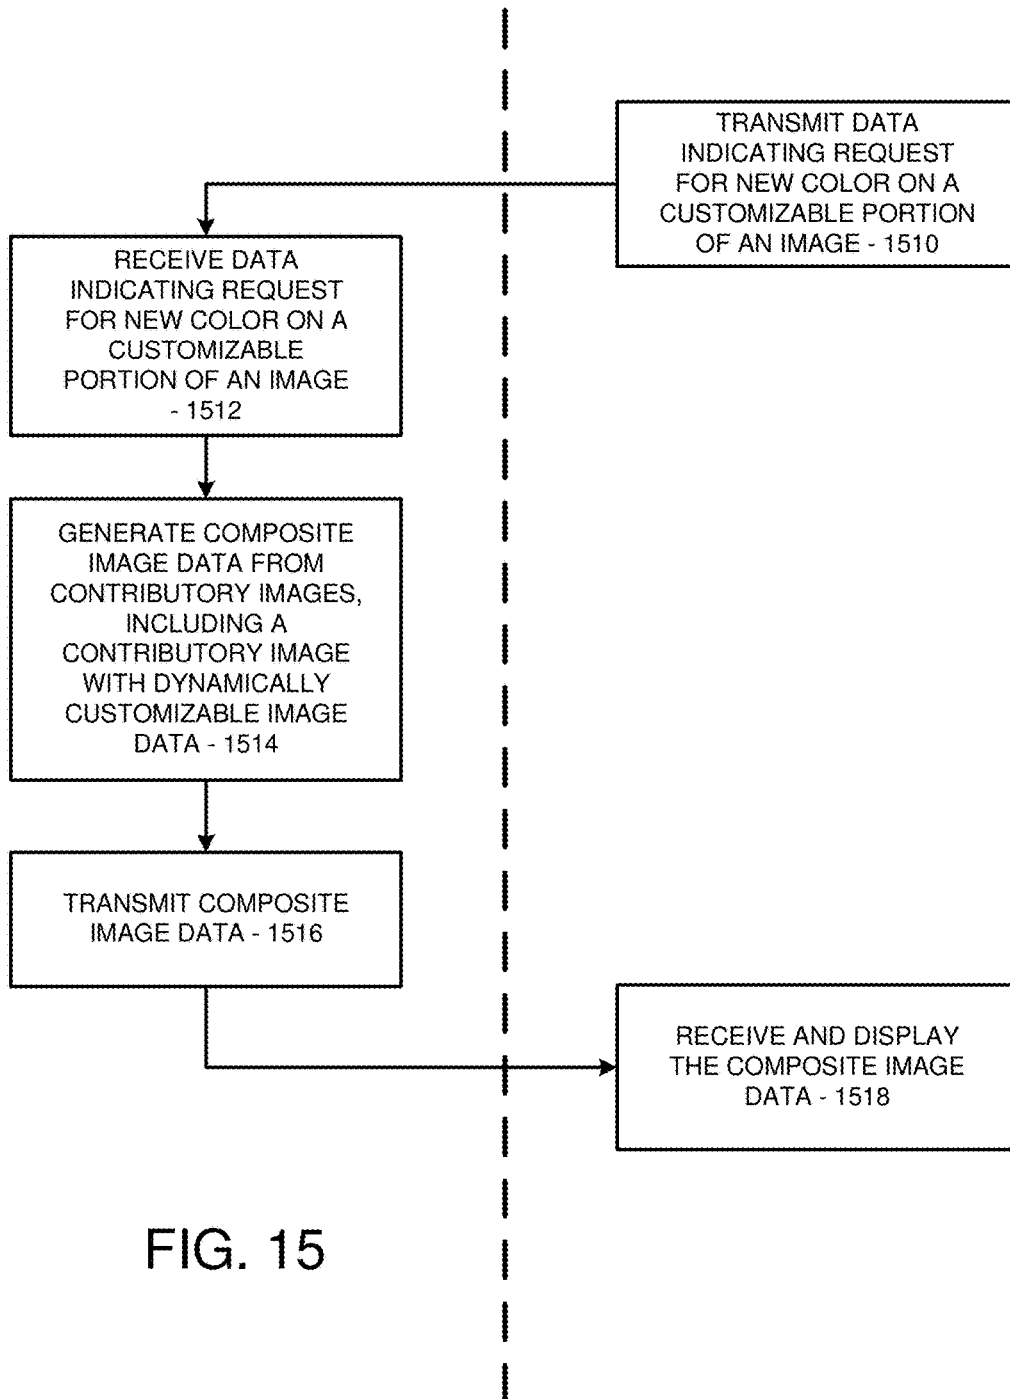 TRANSMIT DATA
INDICATING REQUEST
FOR NEW COLOR ON A
CUSTOMIZABLE PORTION
OF AN IMAGE - 1510
RECEIVE DATA
INDICATING REQUEST
FOR NEW COLOR ON A
CUSTOMIZABLE
PORTION OF AN IMAGE
- 1512
GENERATE COMPOSITE
IMAGE DATA FROM
CONTRIBUTORY IMAGES,
INCLUDING A
CONTRIBUTORY IMAGE
WITH DYNAMICALLY
CUSTOMIZABLE IMAGE
DATA - 1514
TRANSMIT COMPOSITE
IMAGE DATA - 1516
RECEIVE AND DISPLAY
THE COMPOSITE IMAGE
DATA - 1518
FIG. 15